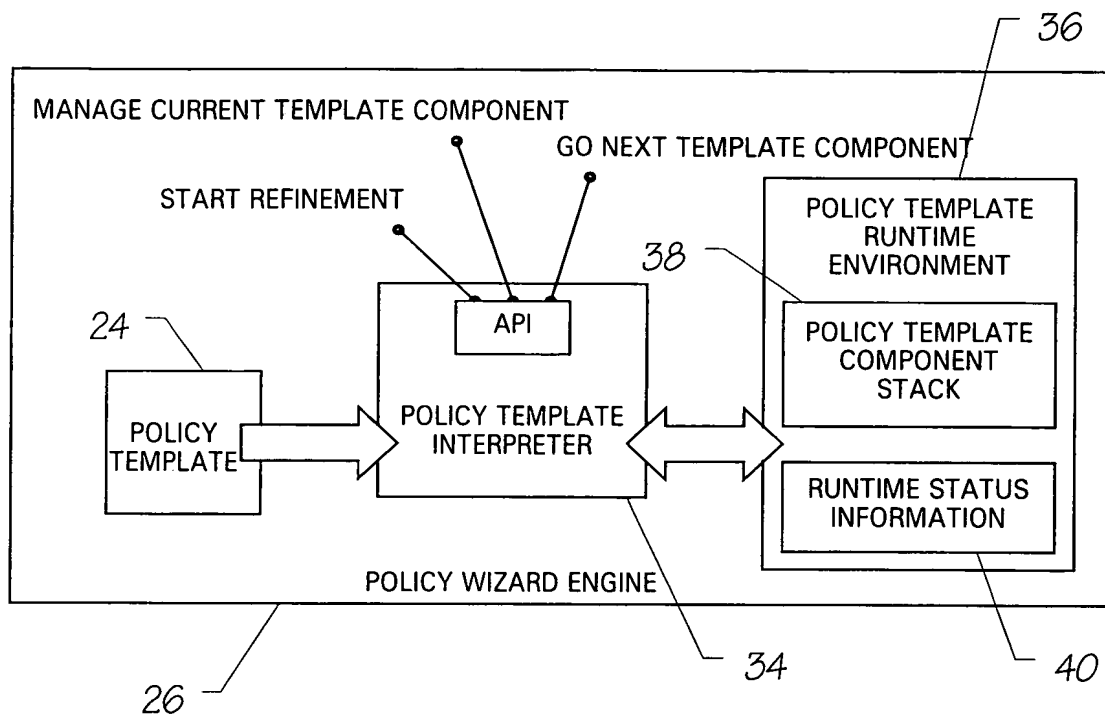 36
MANAGE CURRENT TEMPLATE COMPONENT
GO NEXT TEMPLATE COMPONENT
START REFINEMENT
POLICY TEMPLATE
RUNTIME
ENVIRONMENT
38
API
POLICY TEMPLATE
COMPONENT
STACK
24
POLICY
TEMPLATE
POLICY TEMPLATE
INTERPRETER
RUNTIME STATUS
INFORMATION
POLICY WIZARD ENGINE
34
40
26